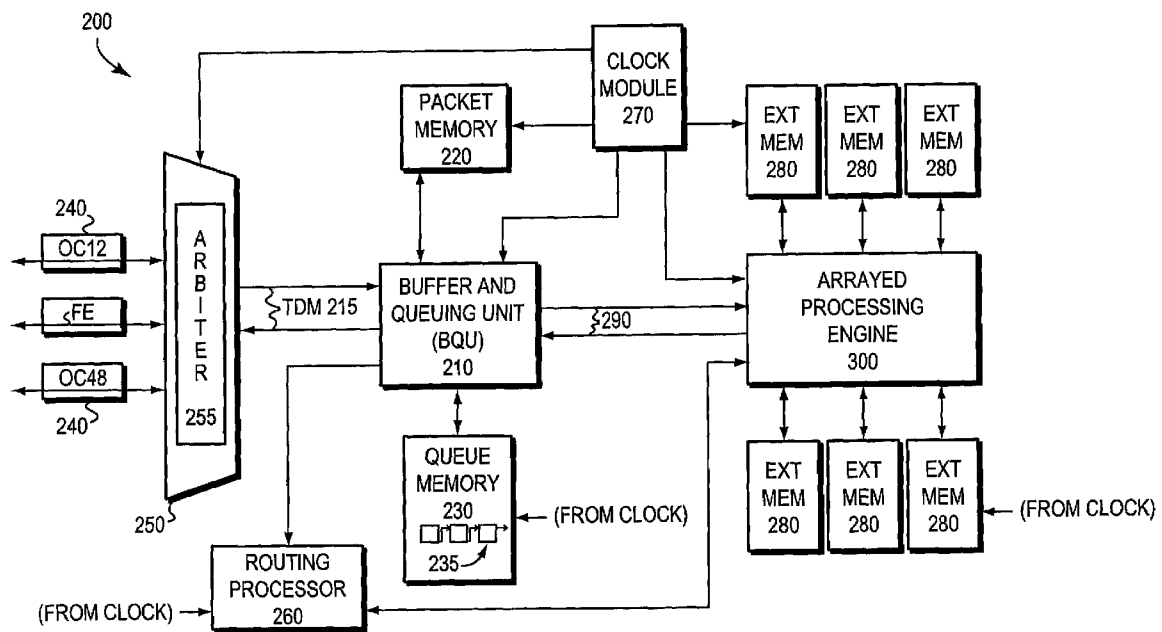 200
CLOCK
MODULE
270
PACKET
MEMORY
220
EXT
MEM
280
EXT
MEM
280
EXT
MEM
280
240
OC12
FE
OC48
240
ARBITER
255
250
TDM 215
BUFFER AND
QUEUING UNIT
(BQU)
210
290
ARRAYED
PROCESSING
ENGINE
300
QUEUE
MEMORY
230
235
(FROM CLOCK)
EXT
MEM
280
EXT
MEM
280
EXT
MEM
280
(FROM CLOCK)
ROUTING
PROCESSOR
260
(FROM CLOCK)